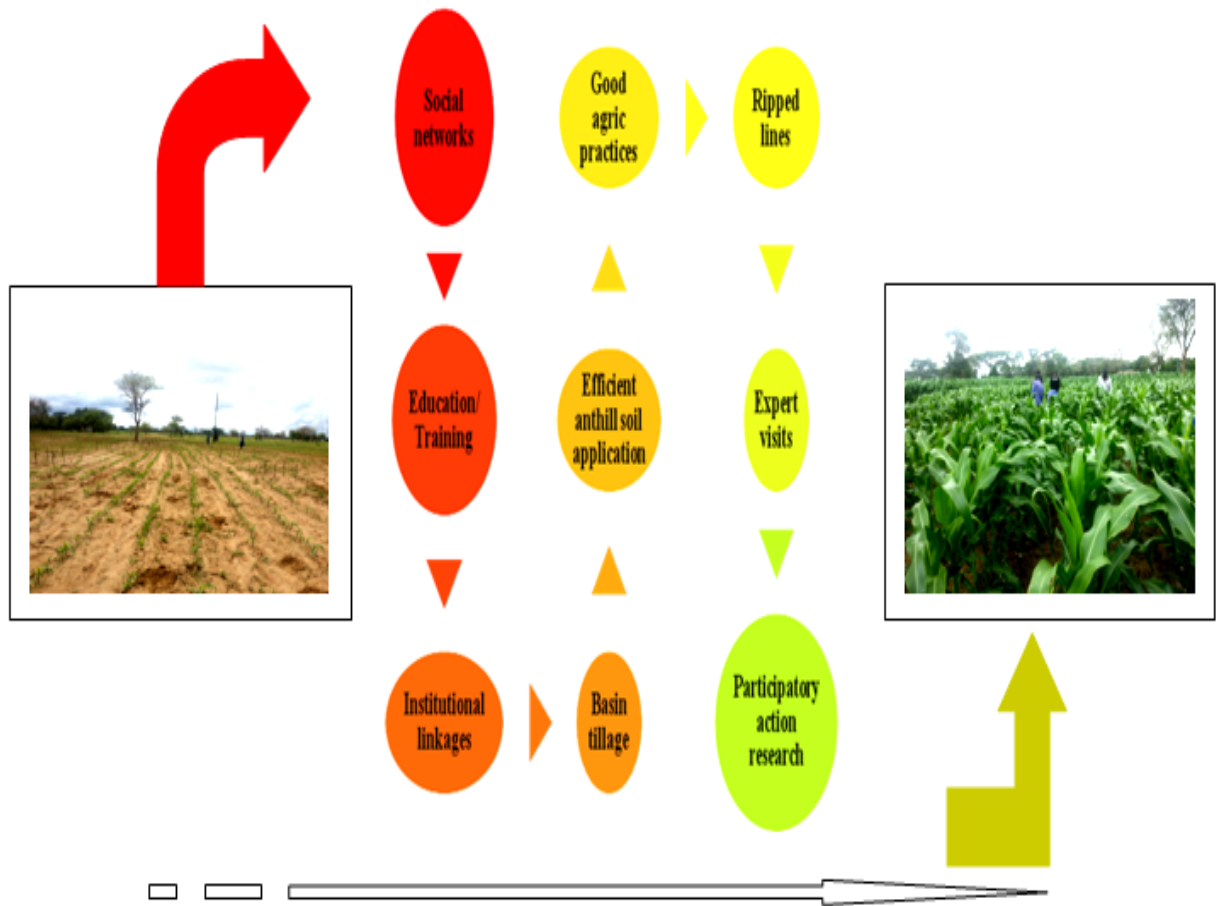 Social
networks
Education/
Training
Institutional
linkages
Basin
tillage
Efficient
anthill soil
application
Good
agric
practices
Ripped
lines
Expert
visits
Participatory
action
research